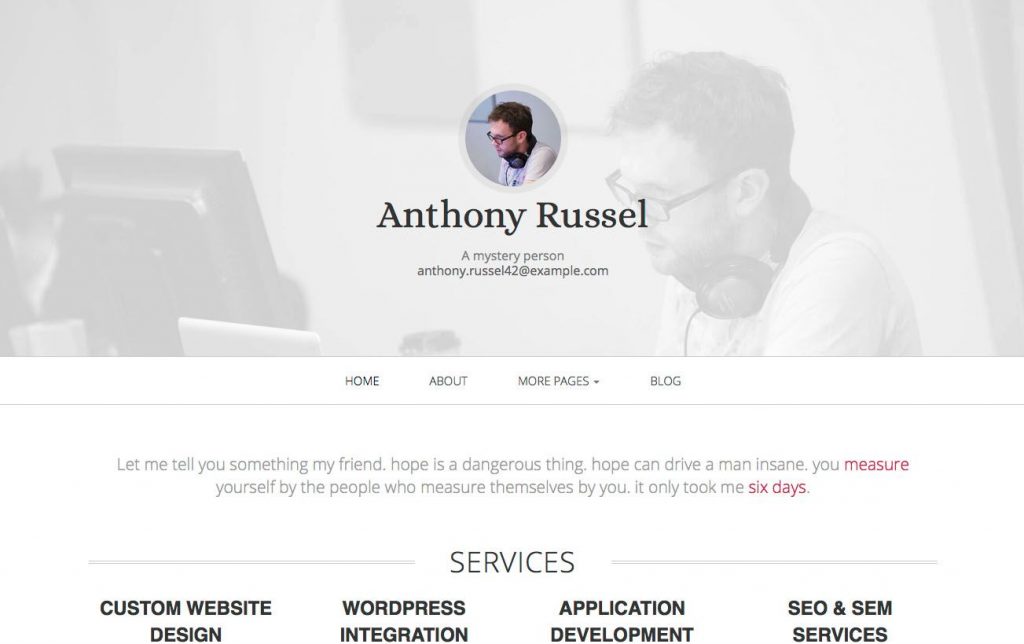 Anthony Russel
A mystery person
anthony.russel42@example.com
HOME ABOUT MORE PAGES BLOG
Let me tell you something my friend. hope is a dangerous thing. hope can drive a man insane. you measure
yourself by the people who measure themselves by you. it only took me six days.
SERVICES
CUSTOM WEBSITE
DESIGN
WORDPRESS
INTEGRATION
APPLICATION
DEVELOPMENT
SEO & SEM
SERVICES